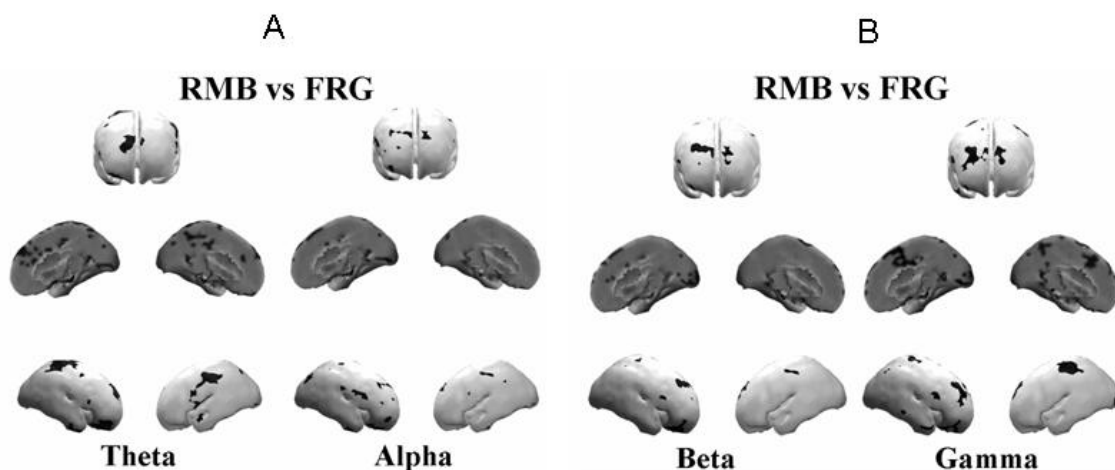 A
B
RMB vs FRG
RMB vs FRG
Theta
Alpha
Beta
Gamma